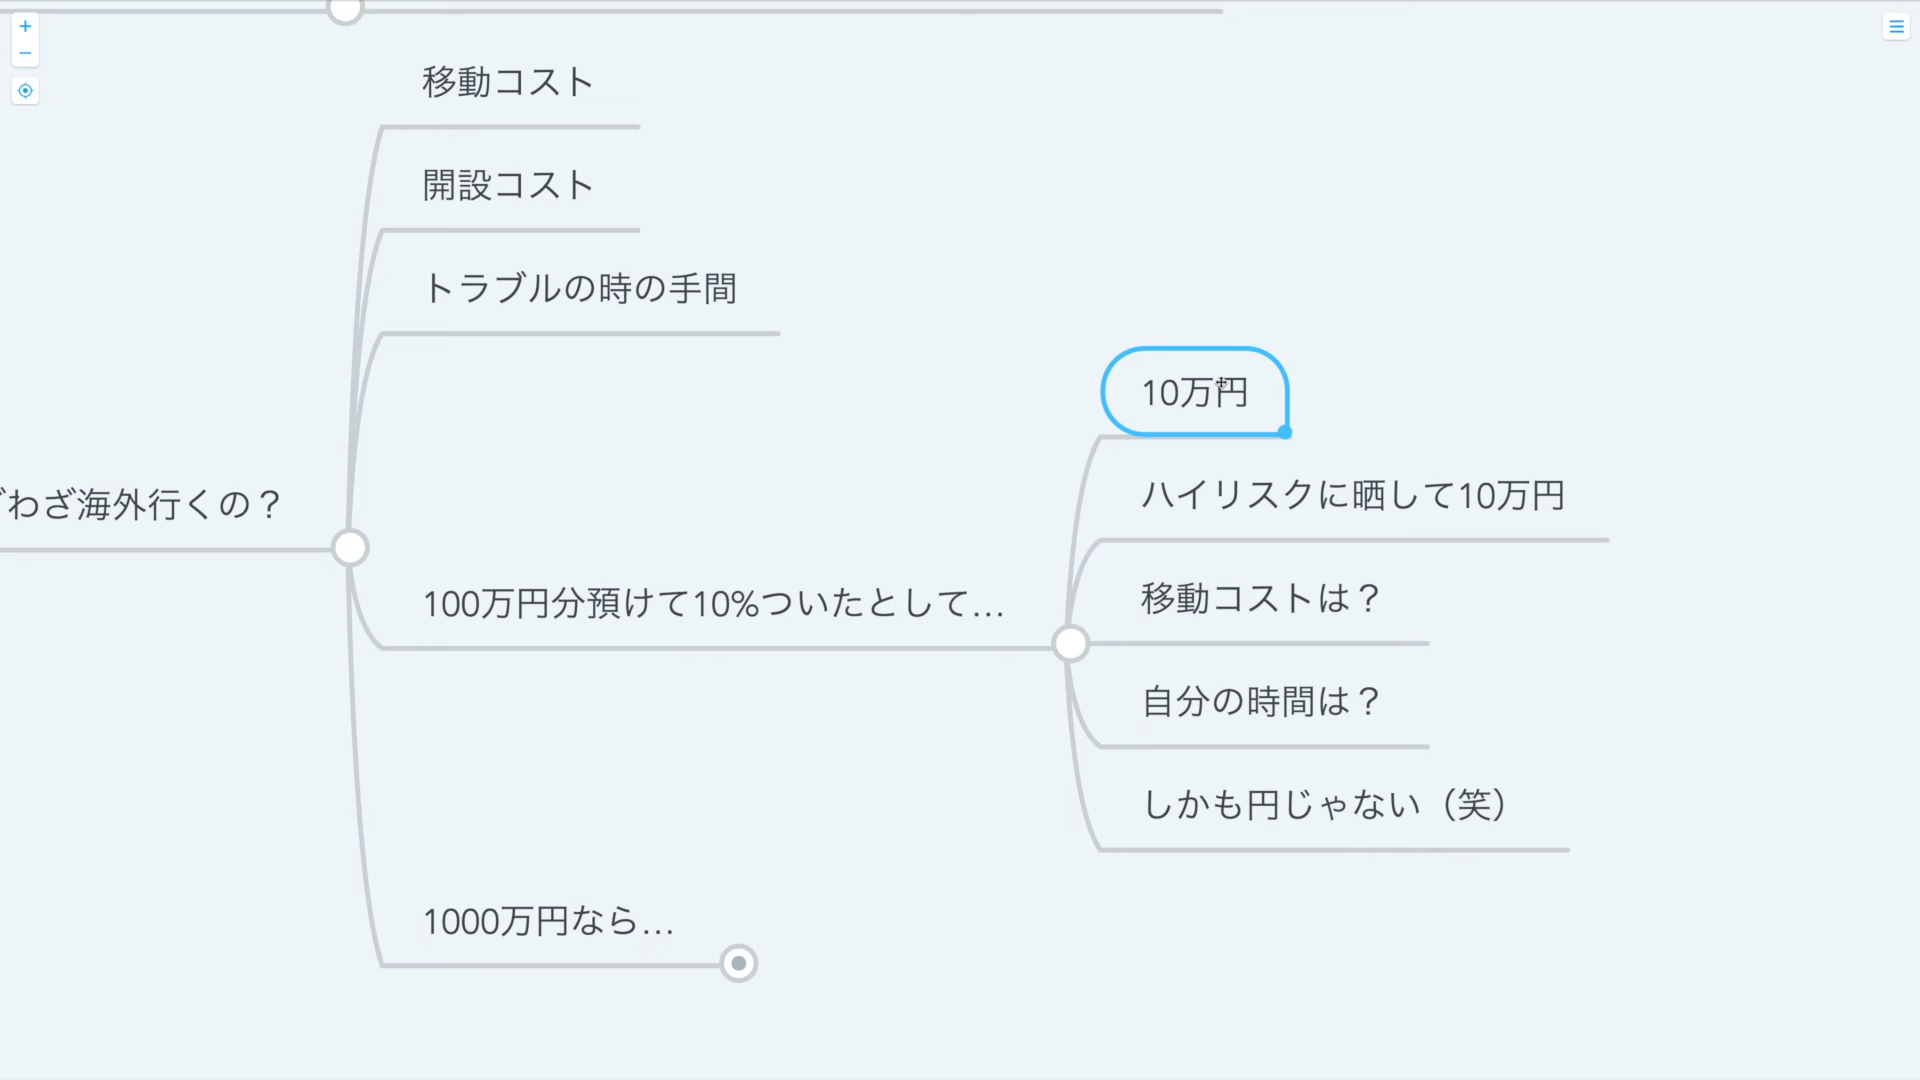 移動コスト
開設コスト
トラブルの時の手間
10万円
ハイリスクに晒して10万円
わざ海外行くの？
100万円分預けて10%ついたとして…
移動コストは？
自分の時間は？
しかも円じゃない（笑）
1000万円なら…